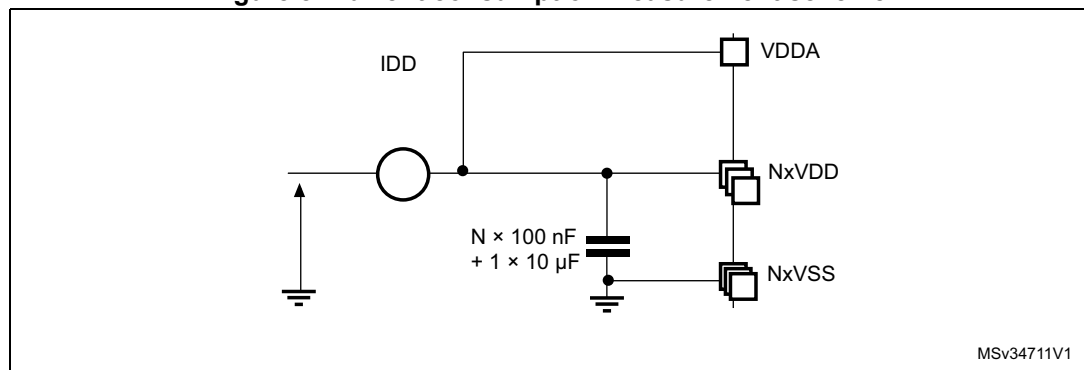 VDDA
IDD
NxVDD
N × 100 nF
+ 1 × 10 µF
NxVSS
MSv34711V1